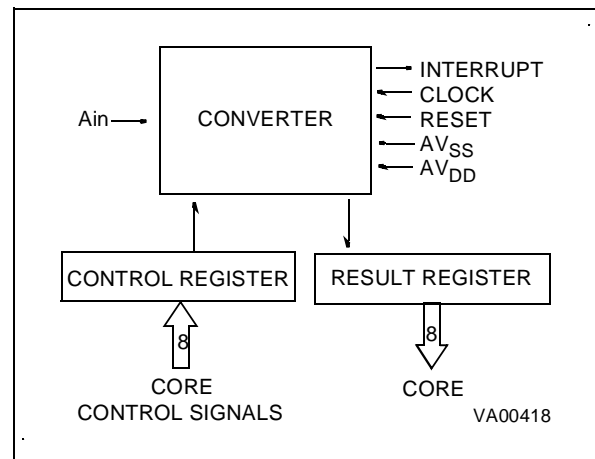 INTERRUPT
CLOCK
Ain
CONVERTER
RESET
AVSS
AVDD
CONTROL REGISTER
RESULT REGISTER
8
8
CORE
CONTROL SIGNALS
CORE
VA00418